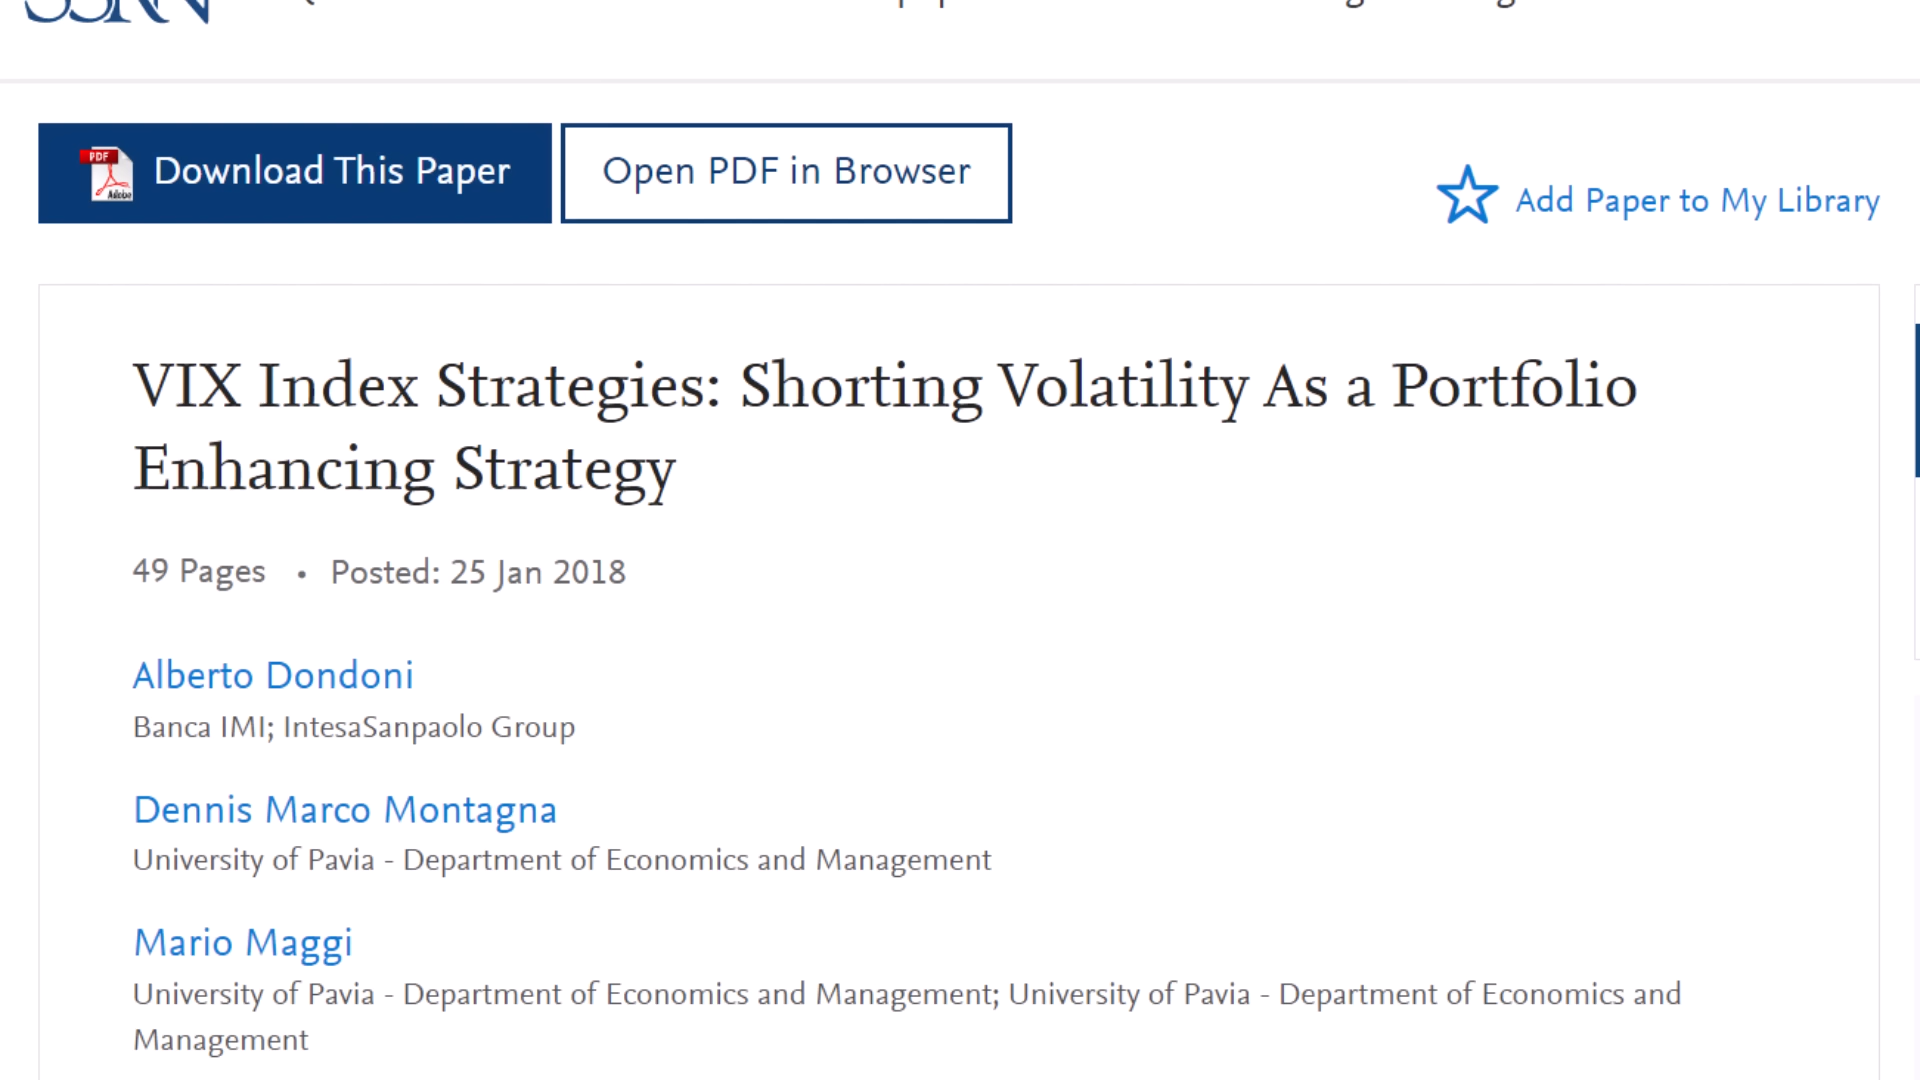 SSRN
PDF
Adobe
Download This Paper
Open PDF in Browser
Add Paper to My Library
VIX Index Strategies: Shorting Volatility As a Portfolio
Enhancing Strategy
49 Pages • Posted: 25 Jan 2018
Alberto Dondoni
Banca IMI; IntesaSanpaolo Group
Dennis Marco Montagna
University of Pavia - Department of Economics and Management
Mario Maggi
University of Pavia - Department of Economics and Management; University of Pavia - Department of Economics and
Management